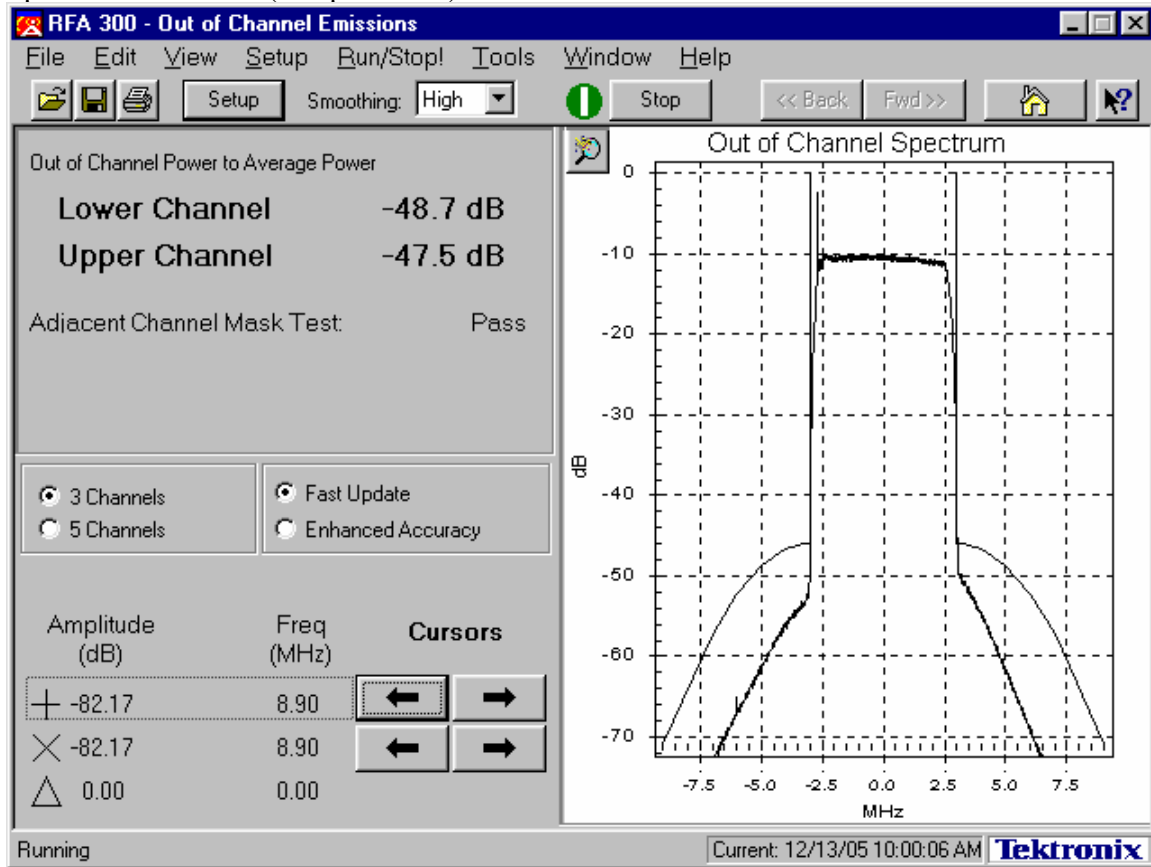 RFA 300 - Out of Channel Emissions
File Edit View Setup Run/Stop! Tools Window Help
Setup Smoothing: High Stop << Back Fwd >>
Out of Channel Power to Average Power
Lower Channel -48.7 dB
Upper Channel -47.5 dB
Adjacent Channel Mask Test: Pass
3 Channels
5 Channels
Fast Update
Enhanced Accuracy
Amplitude (dB) Freq (MHz) Cursors
-82.17 8.90
-82.17 8.90
0.00 0.00
Out of Channel Spectrum
0
-10
-20
-30
-40
-50
-60
-70
dB
-7.5 -5.0 -2.5 0.0 2.5 5.0 7.5
MHz
Running
Current: 12/13/05 10:00:06 AM Tektronix